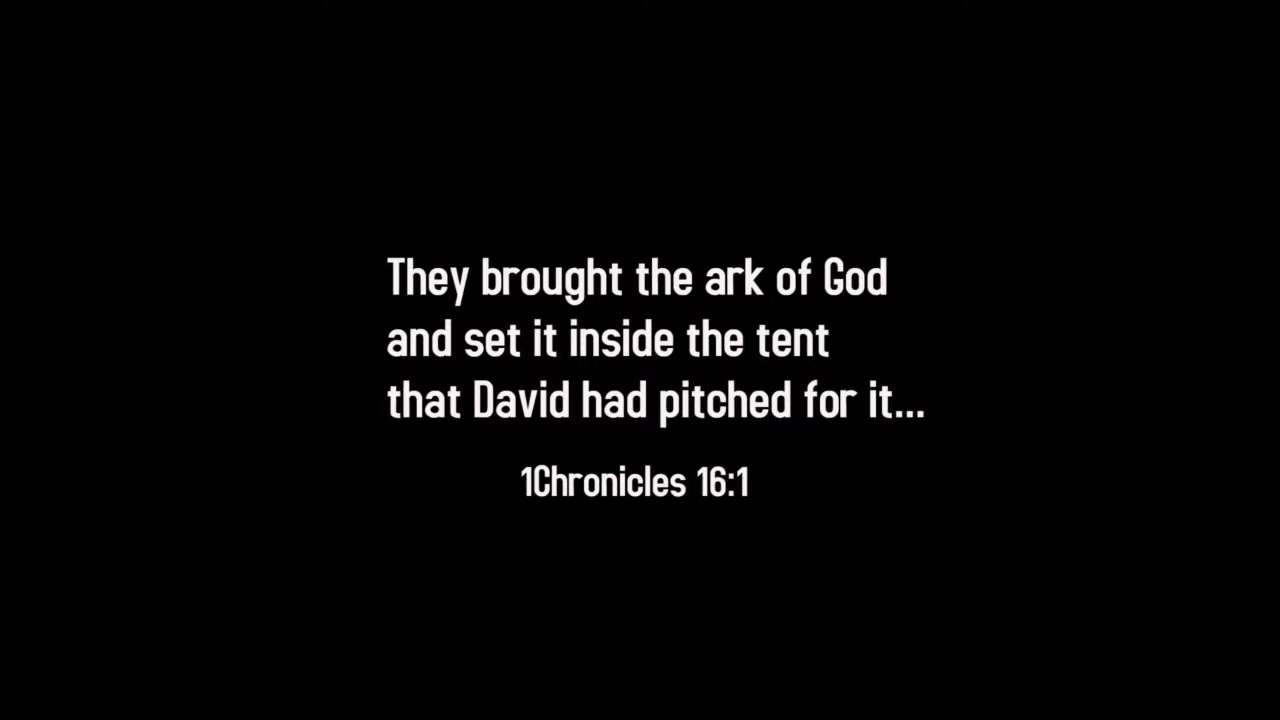 They brought the ark of God
and set it inside the tent
that David had pitched for it...
1Chronicles 16:1